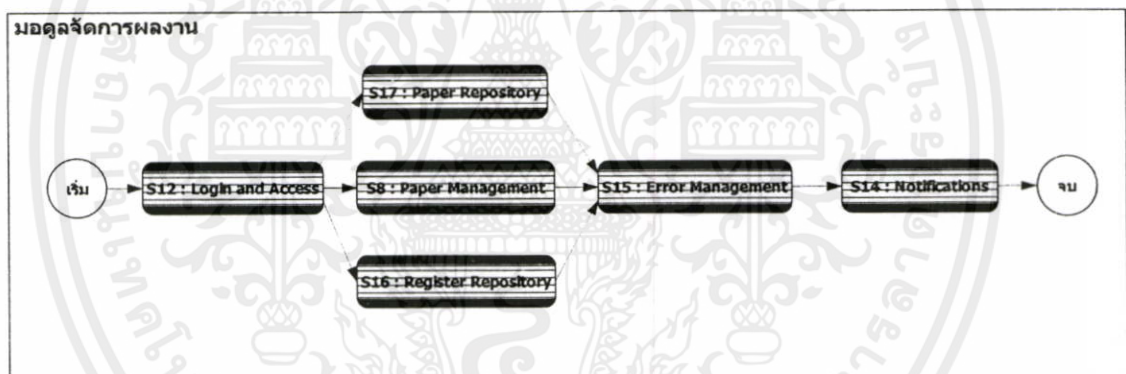 มอดูลจัดการผลงาน
S17 : Paper Repository
เริ่ม
S12 : Login and Access
S8 : Paper Management
S15 : Error Management
S14 : Notifications
จบ
S16 : Register Repository